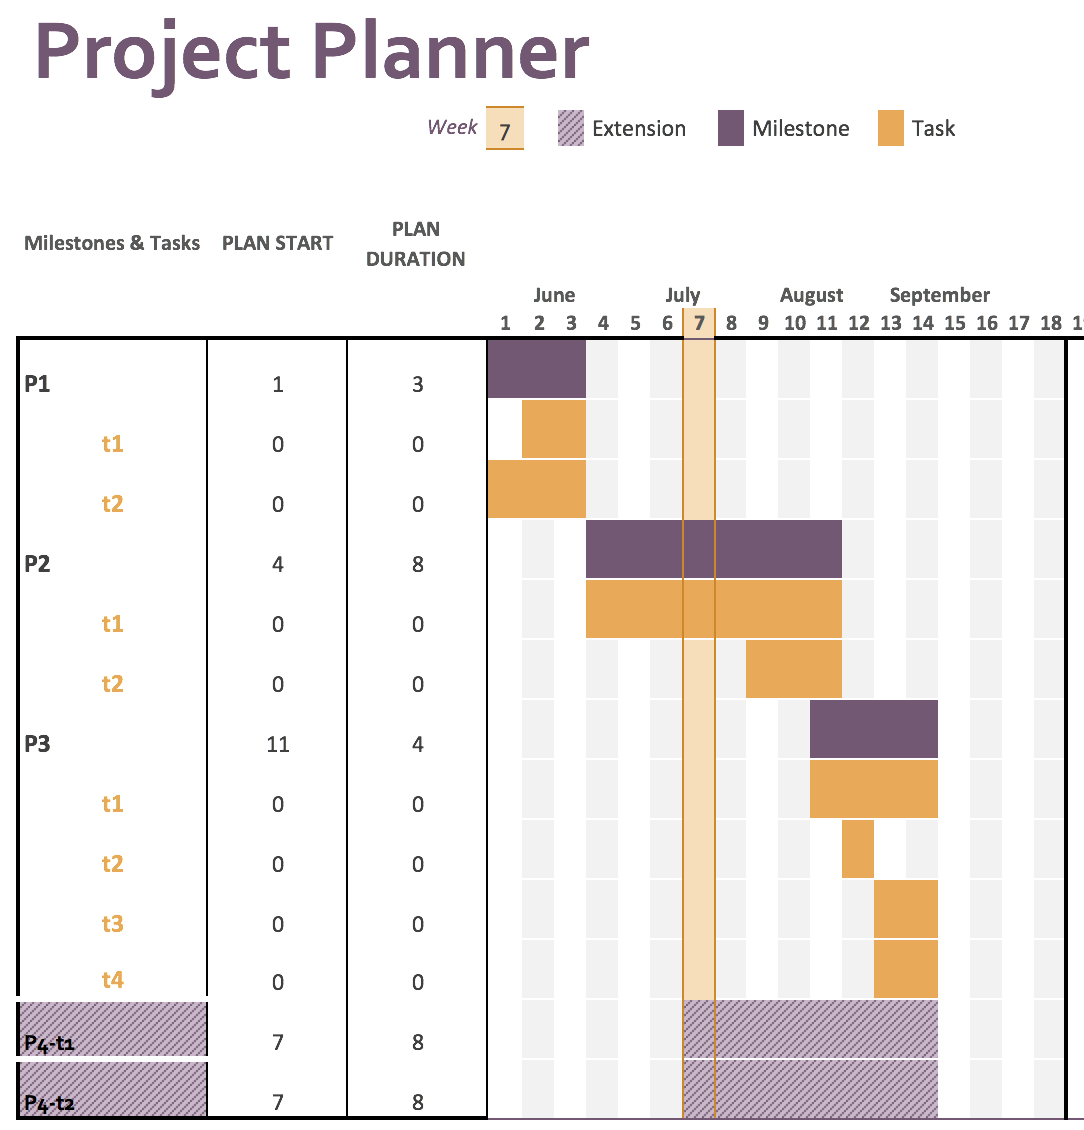 Project Planner
Week 7 Extension Milestone Task
Milestones & Tasks PLAN START PLAN DURATION
June July August September
1 2 3 4 5 6 7 8 9 10 11 12 13 14 15 16 17 18
P1 1 3
t1 0 0
t2 0 0
P2 4 8
t1 0 0
t2 0 0
P3 11 4
t1 0 0
t2 0 0
t3 0 0
t4 0 0
P4-t1 7 8
P4-t2 7 8